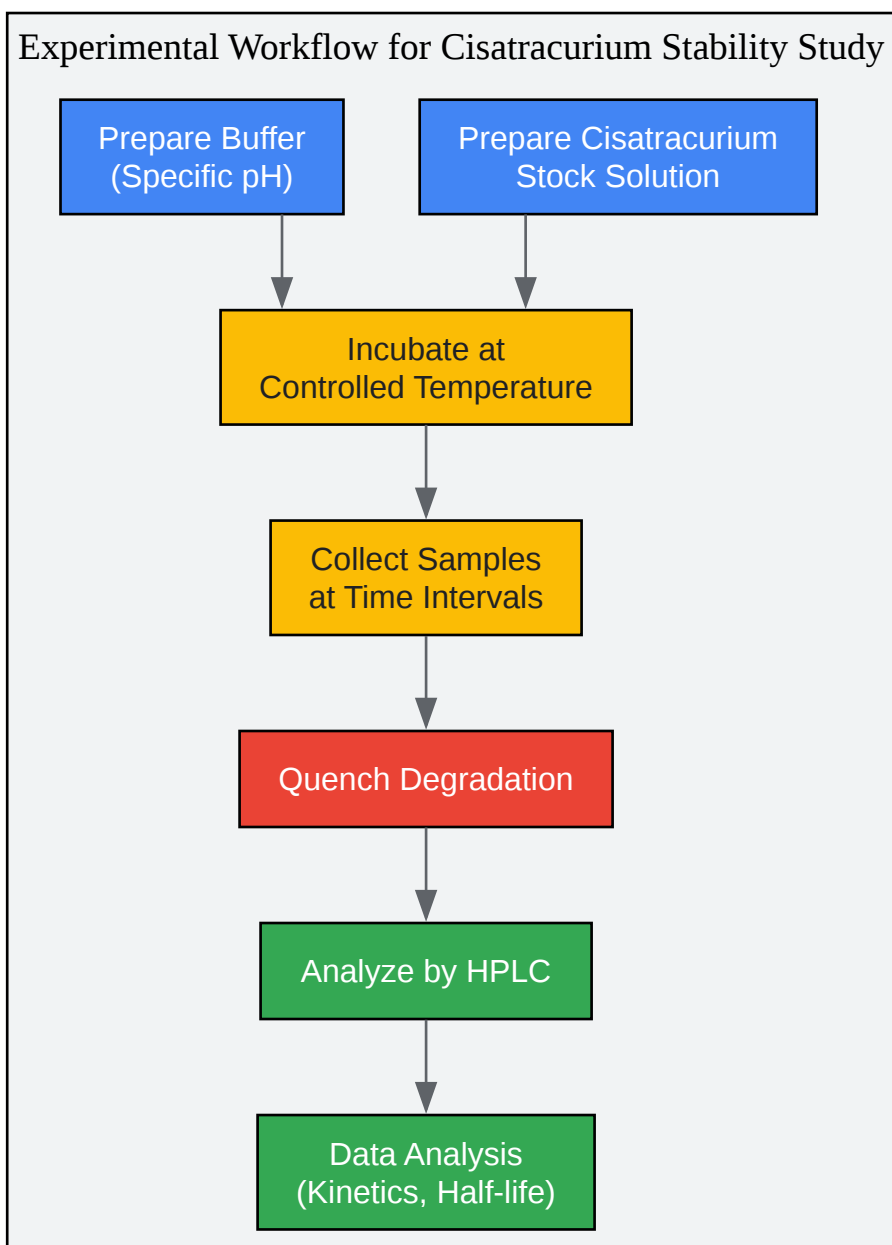 Experimental Workflow for Cisatracurium Stability Study
Prepare Buffer
(Specific pH)
Prepare Cisatracurium
Stock Solution
Incubate at
Controlled Temperature
Collect Samples
at Time Intervals
Quench Degradation
Analyze by HPLC
Data Analysis
(Kinetics, Half-life)